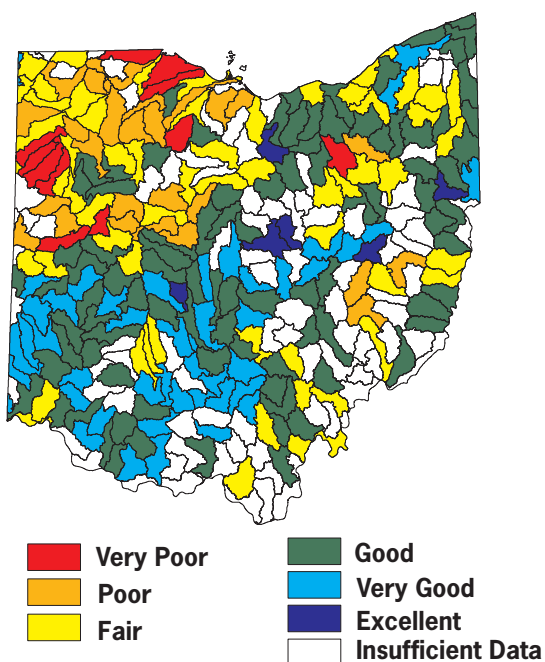 Very Poor
Poor
Fair
Good
Very Good
Excellent
Insufficient Data